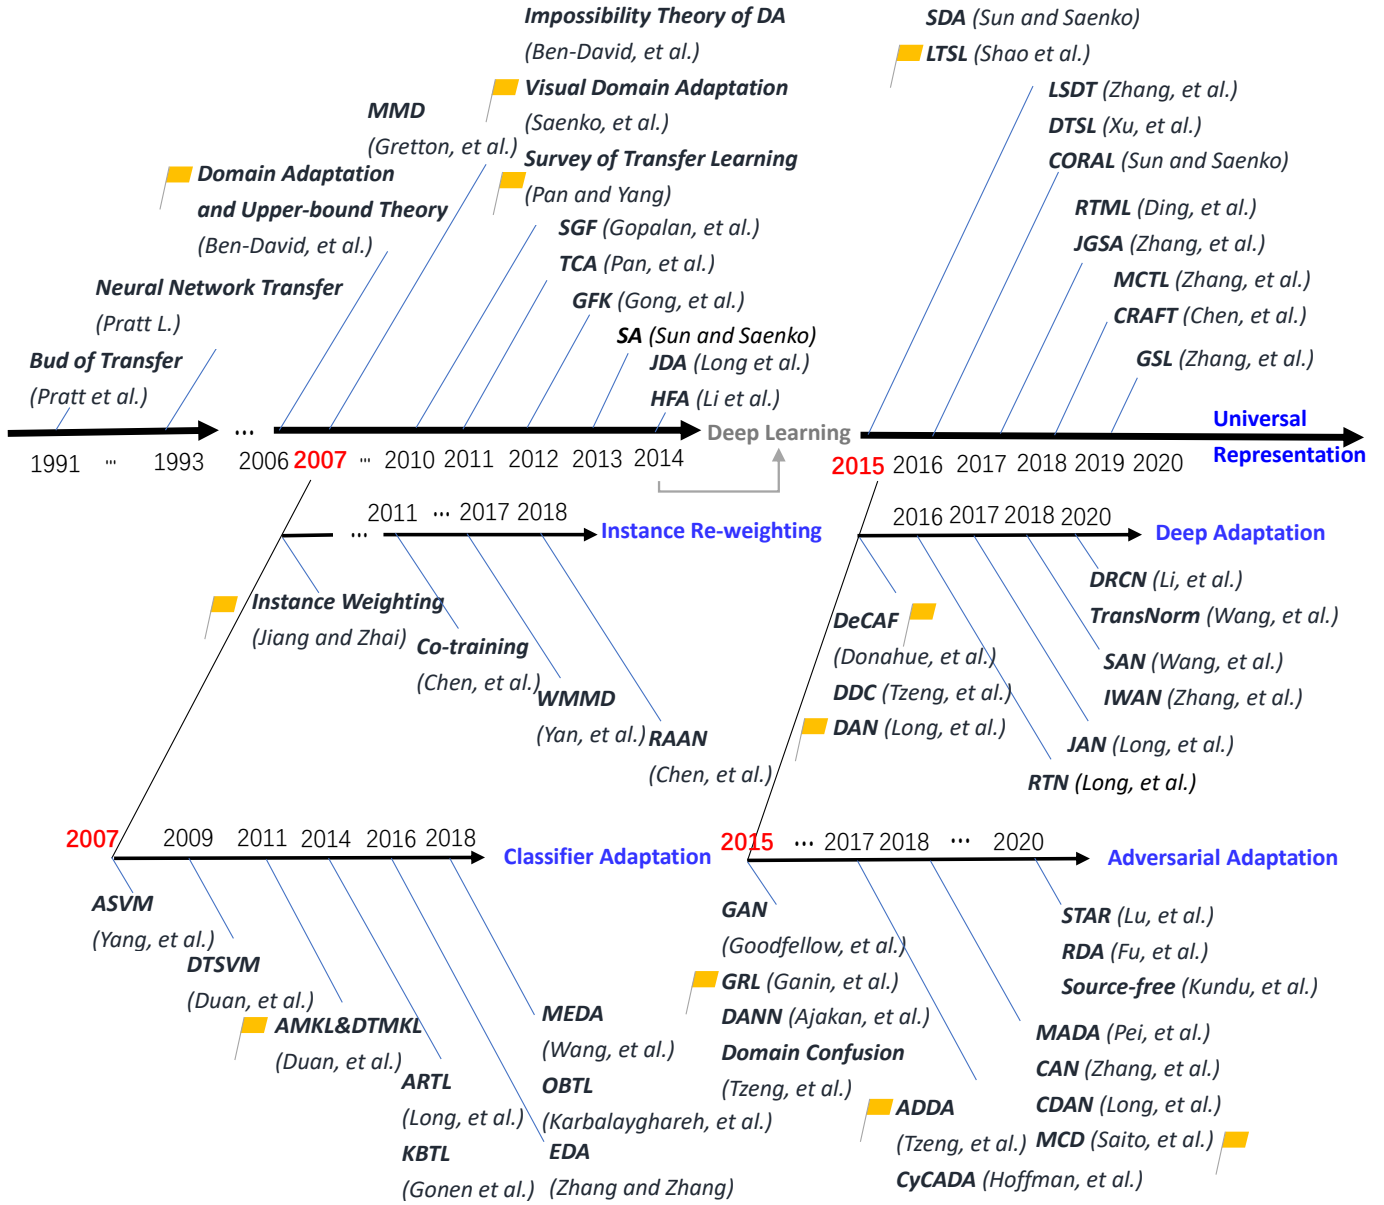 Impossibility Theory of DA
(Ben-David, et al.)
Visual Domain Adaptation
(Saenko, et al.)
Survey of Transfer Learning
(Pan and Yang)
MMD
(Gretton, et al.)
Domain Adaptation
and Upper-bound Theory
(Ben-David, et al.)
Neural Network Transfer
(Pratt L.)
Bud of Transfer
(Pratt et al.)
SGF (Gopalan, et al.)
TCA (Pan, et al.)
GFK (Gong, et al.)
SA (Sun and Saenko)
JDA (Long et al.)
HFA (Li et al.)
SDA (Sun and Saenko)
LTSL (Shao et al.)
LSDT (Zhang, et al.)
DTSL (Xu, et al.)
CORAL (Sun and Saenko)
RTML (Ding, et al.)
JGSA (Zhang, et al.)
MCTL (Zhang, et al.)
CRAFT (Chen, et al.)
GSL (Zhang, et al.)
...
Deep Learning
Universal
Representation
1991 ... 1993 2006 2007 ... 2010 2011 2012 2013 2014 2015 2016 2017 2018 2019 2020
2011 ... 2017 2018
... Instance Re-weighting
Instance Weighting
(Jiang and Zhai)
Co-training
(Chen, et al.)
WMMD
(Yan, et al.)
RAAN
(Chen, et al.)
2016 2017 2018 2020
Deep Adaptation
DeCAF
(Donahue, et al.)
DDC (Tzeng, et al.)
DAN (Long, et al.)
DRCN (Li, et al.)
TransNorm (Wang, et al.)
SAN (Wang, et al.)
IWAN (Zhang, et al.)
JAN (Long, et al.)
RTN (Long, et al.)
2007 2009 2011 2014 2016 2018
Classifier Adaptation
ASVM
(Yang, et al.)
DTSVM
(Duan, et al.)
AMKL&DTMKL
(Duan, et al.)
ARTL
(Long, et al.)
KBTL
(Gonen et al.)
MEDA
(Wang, et al.)
OBTL
(Karbalayghareh, et al.)
EDA
(Zhang and Zhang)
2015 ... 2017 2018 ... 2020
Adversarial Adaptation
GAN
(Goodfellow, et al.)
GRL (Ganin, et al.)
DANN (Ajakan, et al.)
Domain Confusion
(Tzeng, et al.)
ADDA
(Tzeng, et al.)
CyCADA (Hoffman, et al.)
STAR (Lu, et al.)
RDA (Fu, et al.)
Source-free (Kundu, et al.)
MADA (Pei, et al.)
CAN (Zhang, et al.)
CDAN (Long, et al.)
MCD (Saito, et al.)